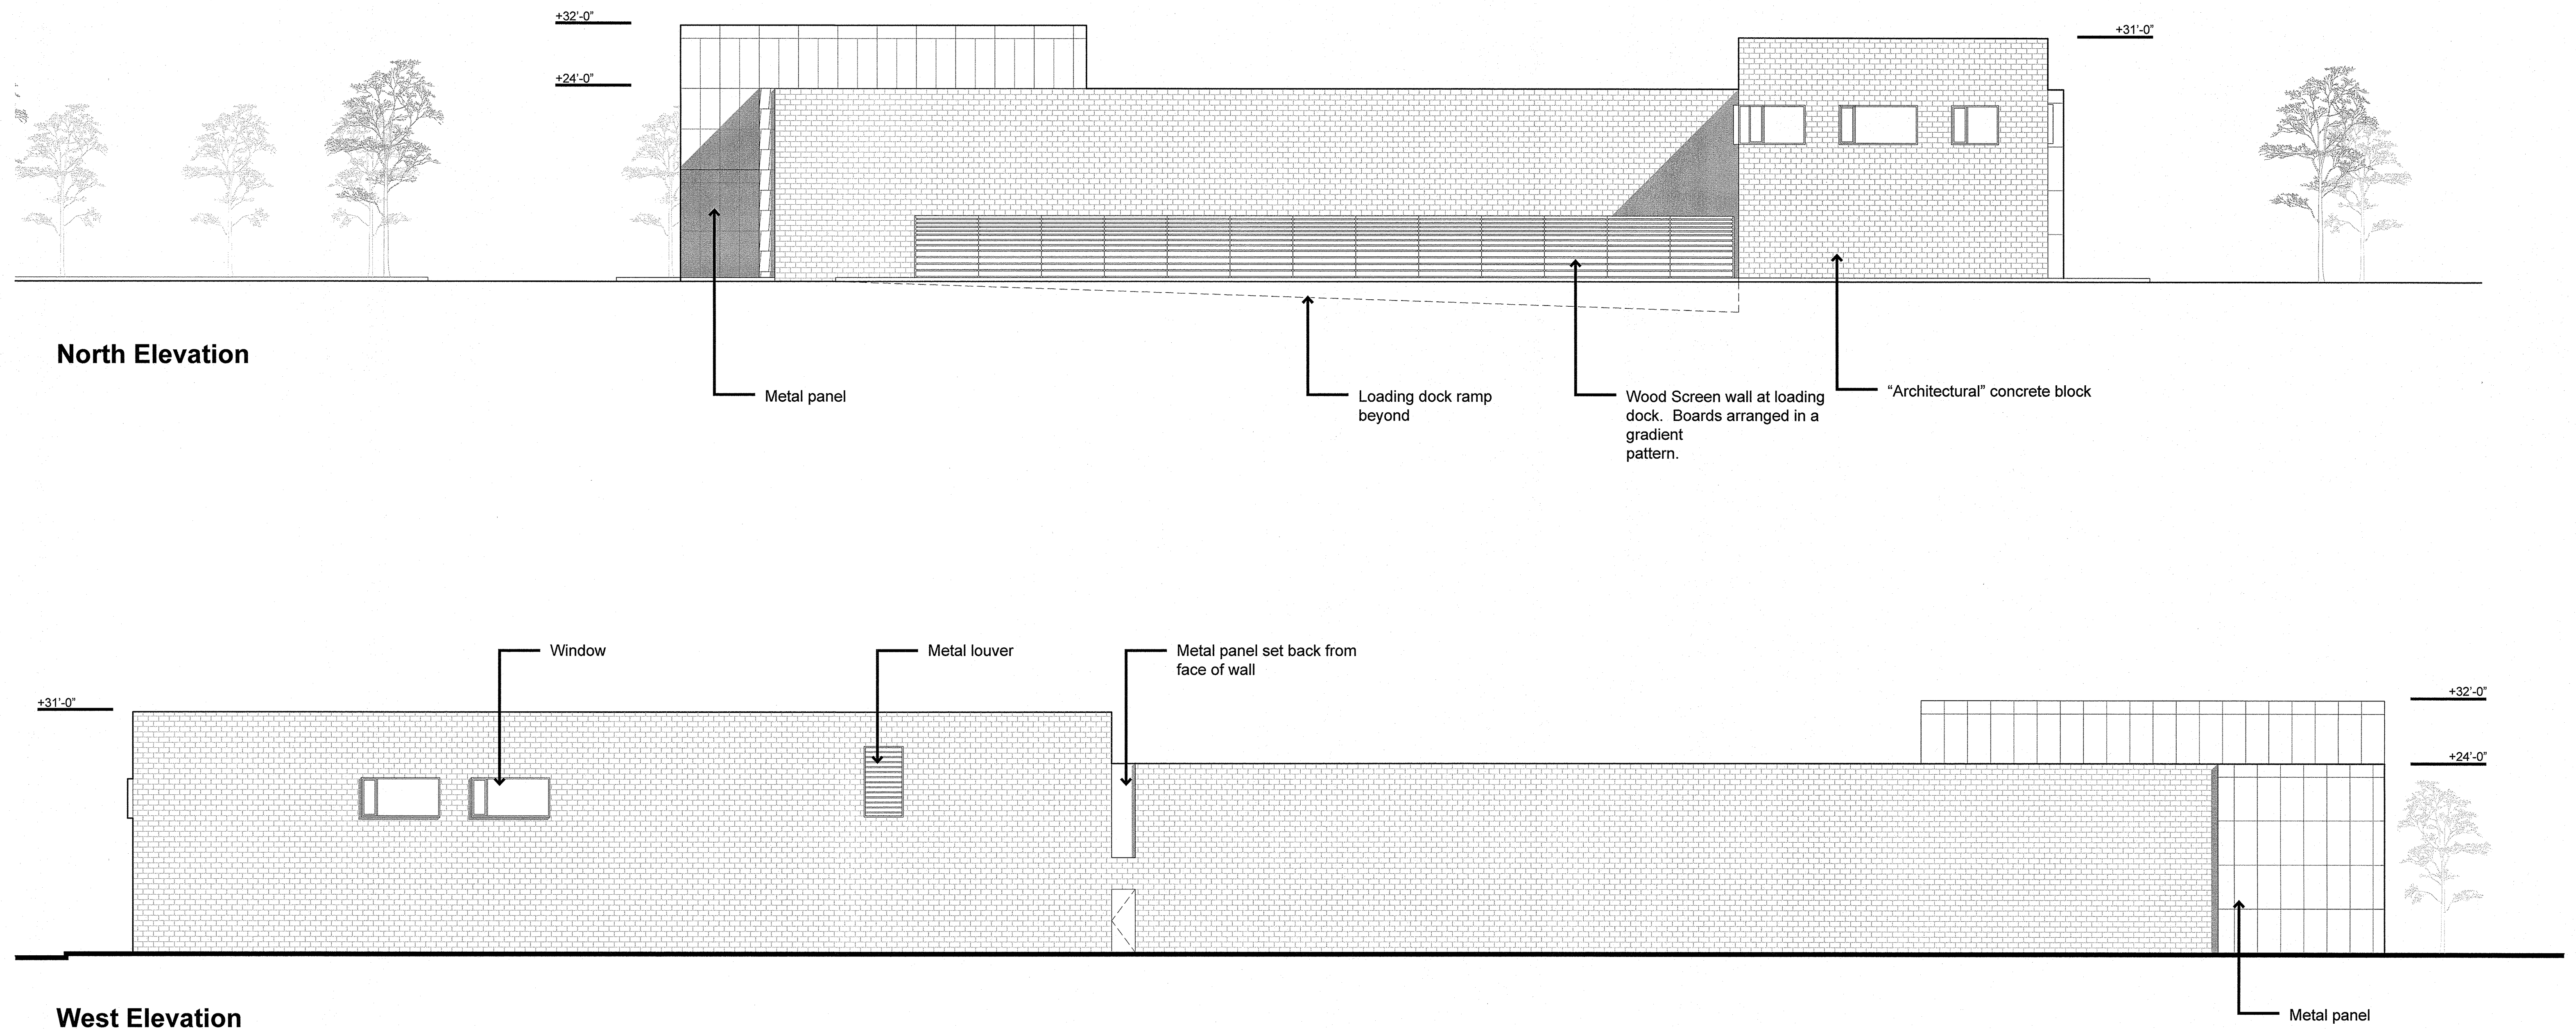 +32'-0"
+31'-0"
+24'-0"
North Elevation
Metal panel
Loading dock ramp
beyond
Wood Screen wall at loading
dock.  Boards arranged in a
gradient
pattern.
“Architectural” concrete block
Window
Metal louver
Metal panel set back from
face of wall
+31'-0"
+32'-0"
+24'-0"
Metal panel
West Elevation